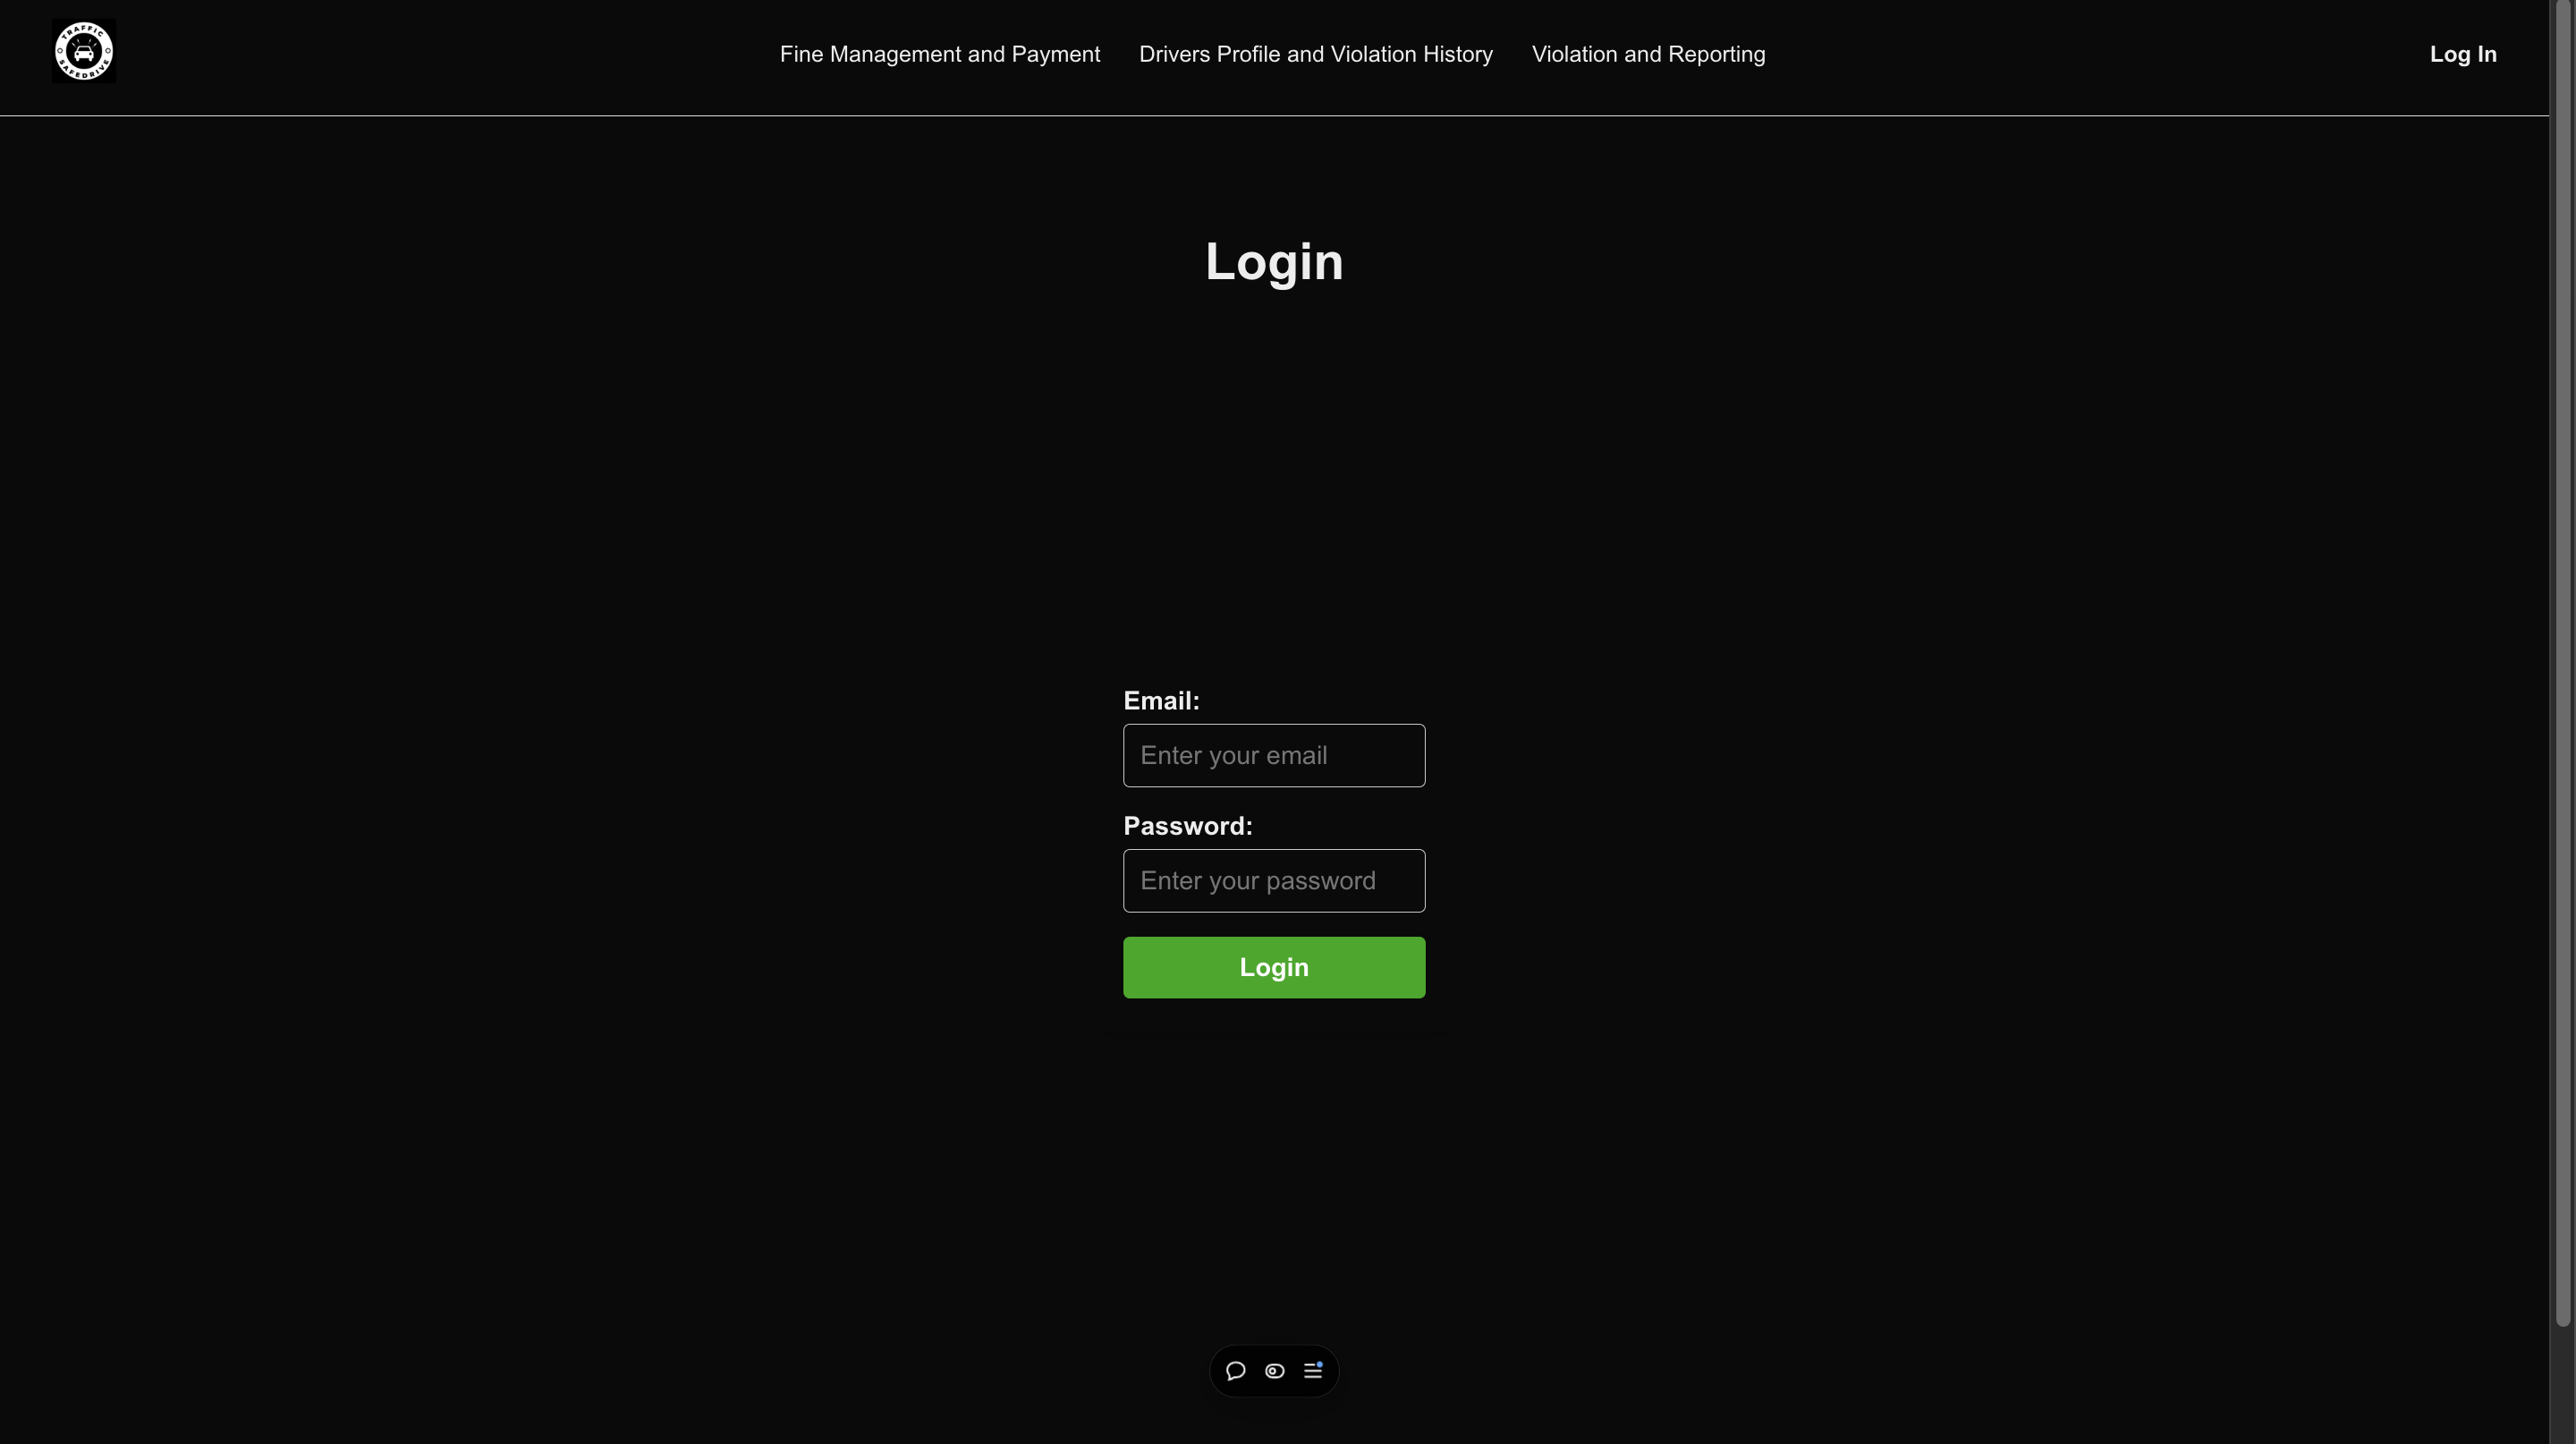 TRAFFIC
SAFEDRIVE
Fine Management and Payment
Drivers Profile and Violation History
Violation and Reporting
Log In
Login
Email:
Enter your email
Password:
Enter your password
Login